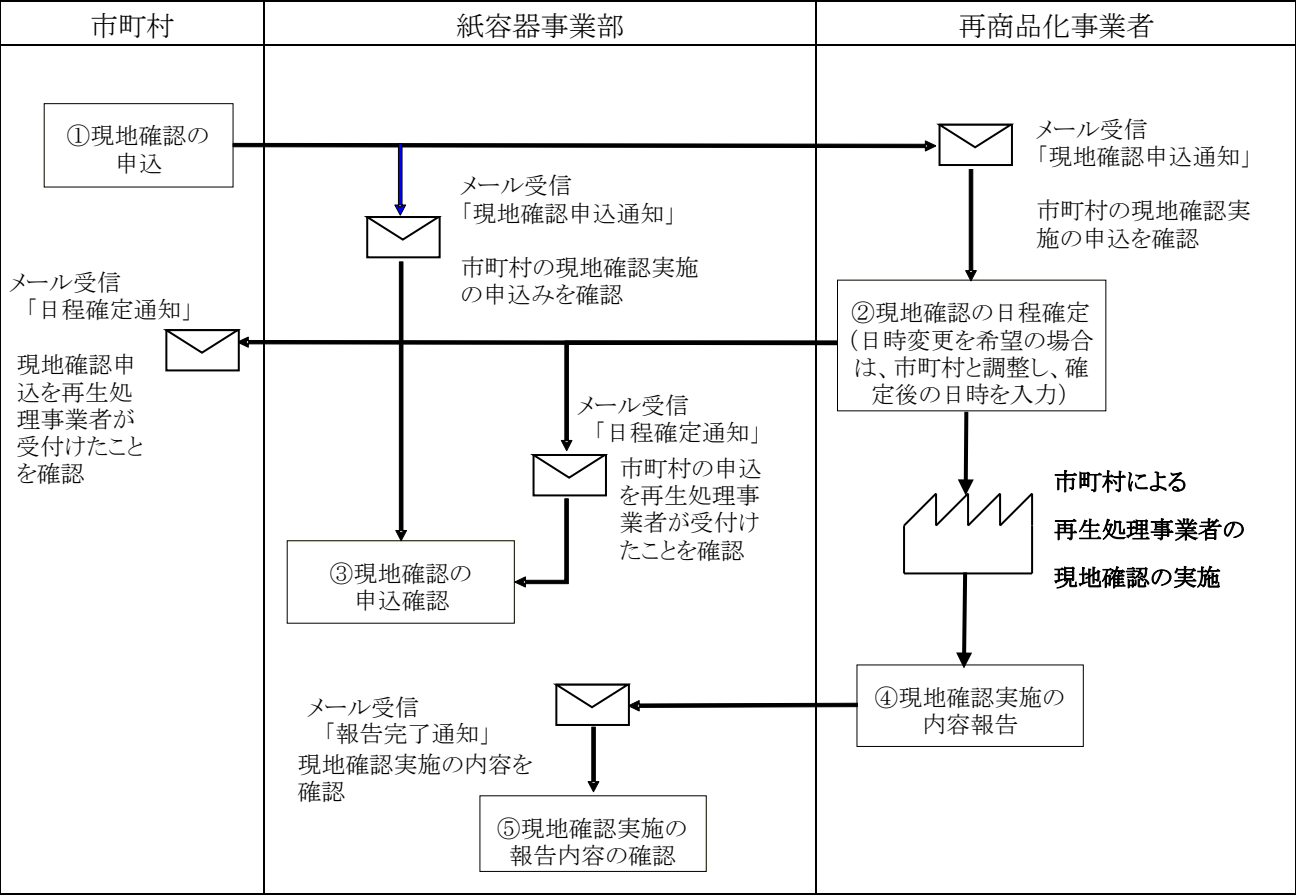 市町村
紙容器事業部
再商品化事業者
①現地確認の
申込
メール受信
「現地確認申込通知」
市町村の現地確認実
施の申込を確認
メール受信
「現地確認申込通知」
市町村の現地確認実施
の申込みを確認
メール受信
「日程確定通知」
現地確認申
込を再生処
理事業者が
受付けたこと
を確認
②現地確認の日程確定
(日時変更を希望の場合
は、市町村と調整し、確
定後の日時を入力)
メール受信
「日程確定通知」
市町村の申込
を再生処理事
業者が受付け
たことを確認
市町村による
再生処理事業者の
現地確認の実施
③現地確認の
申込確認
④現地確認実施の
内容報告
メール受信
「報告完了通知」
現地確認実施の内容を
確認
⑤現地確認実施の
報告内容の確認